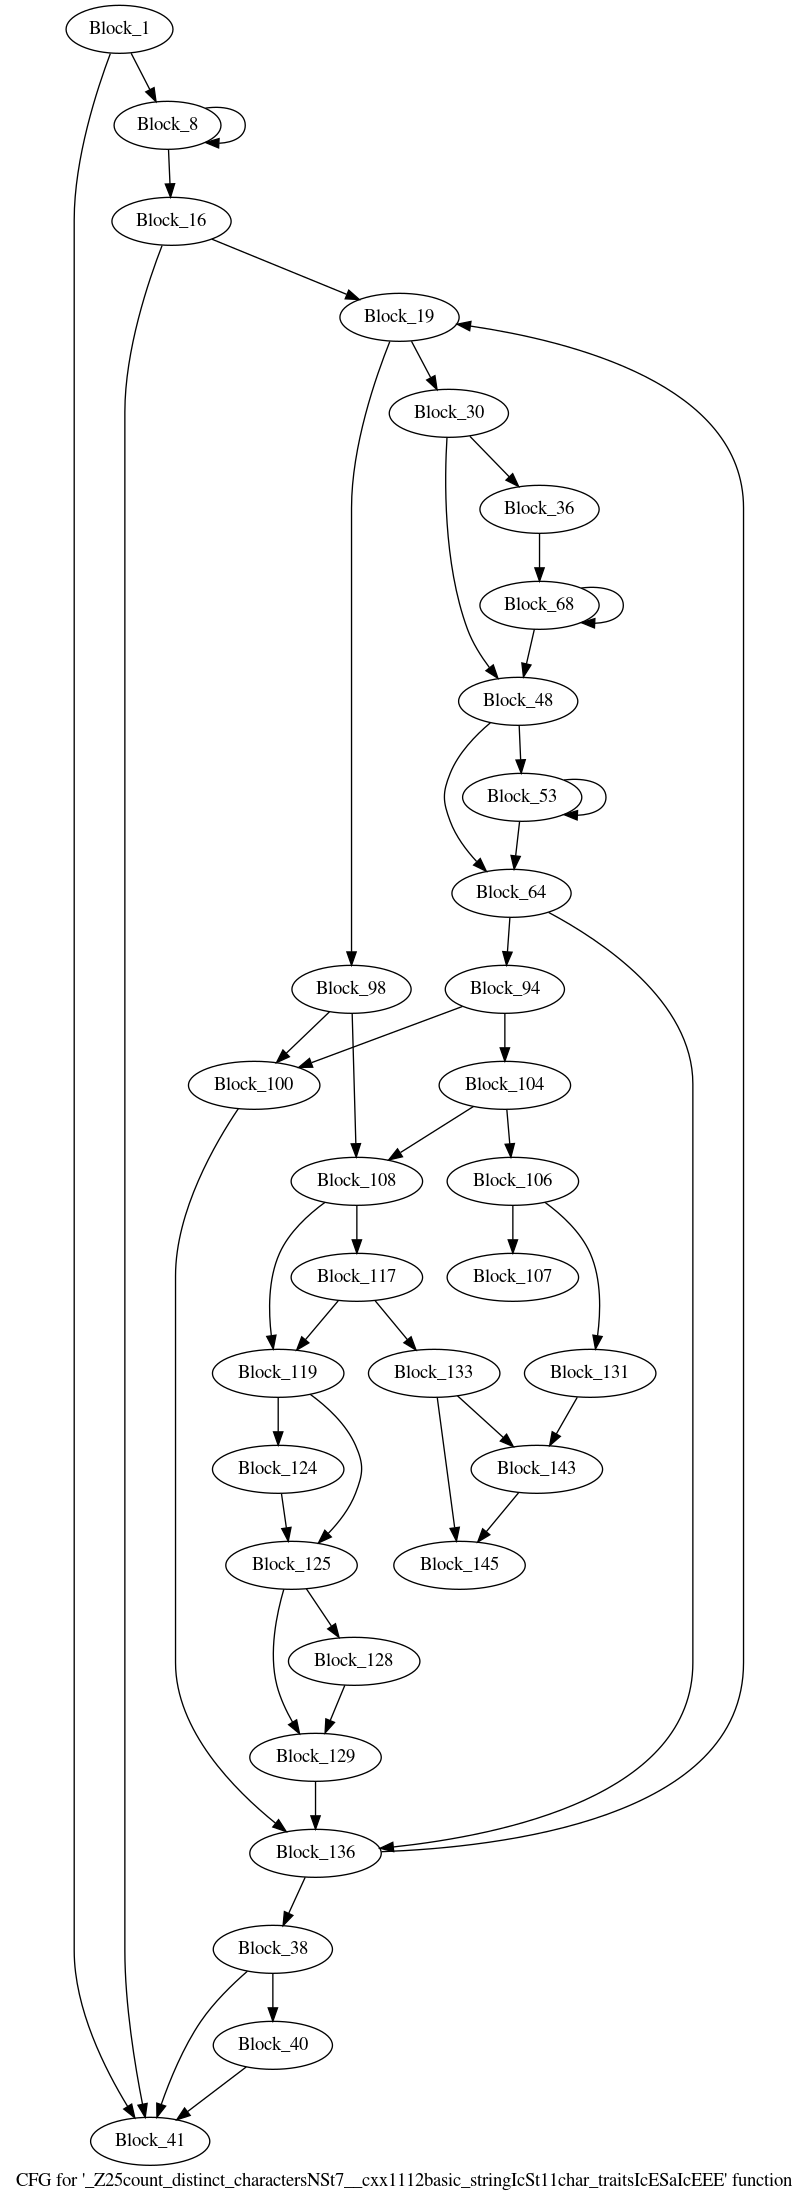 Block_1
Block_8
Block_16
Block_19
Block_30
Block_36
Block_68
Block_48
Block_53
Block_64
Block_98
Block_94
Block_100
Block_104
Block_108
Block_106
Block_117
Block_107
Block_119
Block_133
Block_131
Block_124
Block_143
Block_125
Block_145
Block_128
Block_129
Block_136
Block_38
Block_40
Block_41
CFG for '_Z25count_distinct_charactersNSt7__cxx1112basic_stringIcSt11char_traitsIcESaIcEEE' function